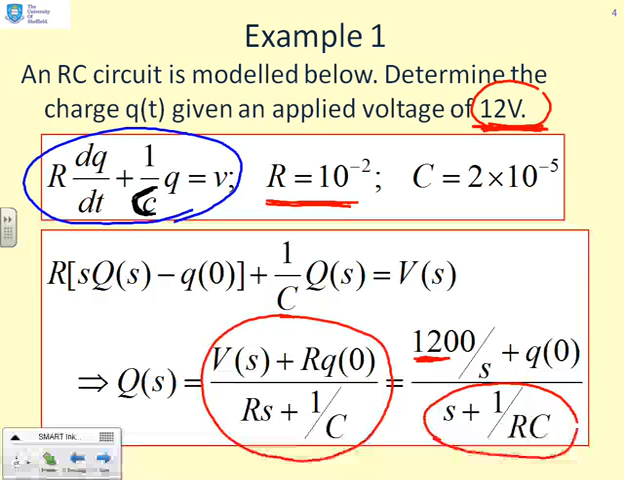 The
University
Of
Sheffield.
4
Example 1
An RC circuit is modelled below. Determine the
charge q(t) given an applied voltage of 12V.
R dq/dt + 1/c q = v; R = 10⁻²; C = 2×10⁻⁵
R[sQ(s) − q(0)] + 1/C Q(s) = V(s)
⇒ Q(s) = (V(s) + Rq(0))/(Rs + 1/C) = (1200/s + q(0))/(s + 1/RC)
SMART Ink...